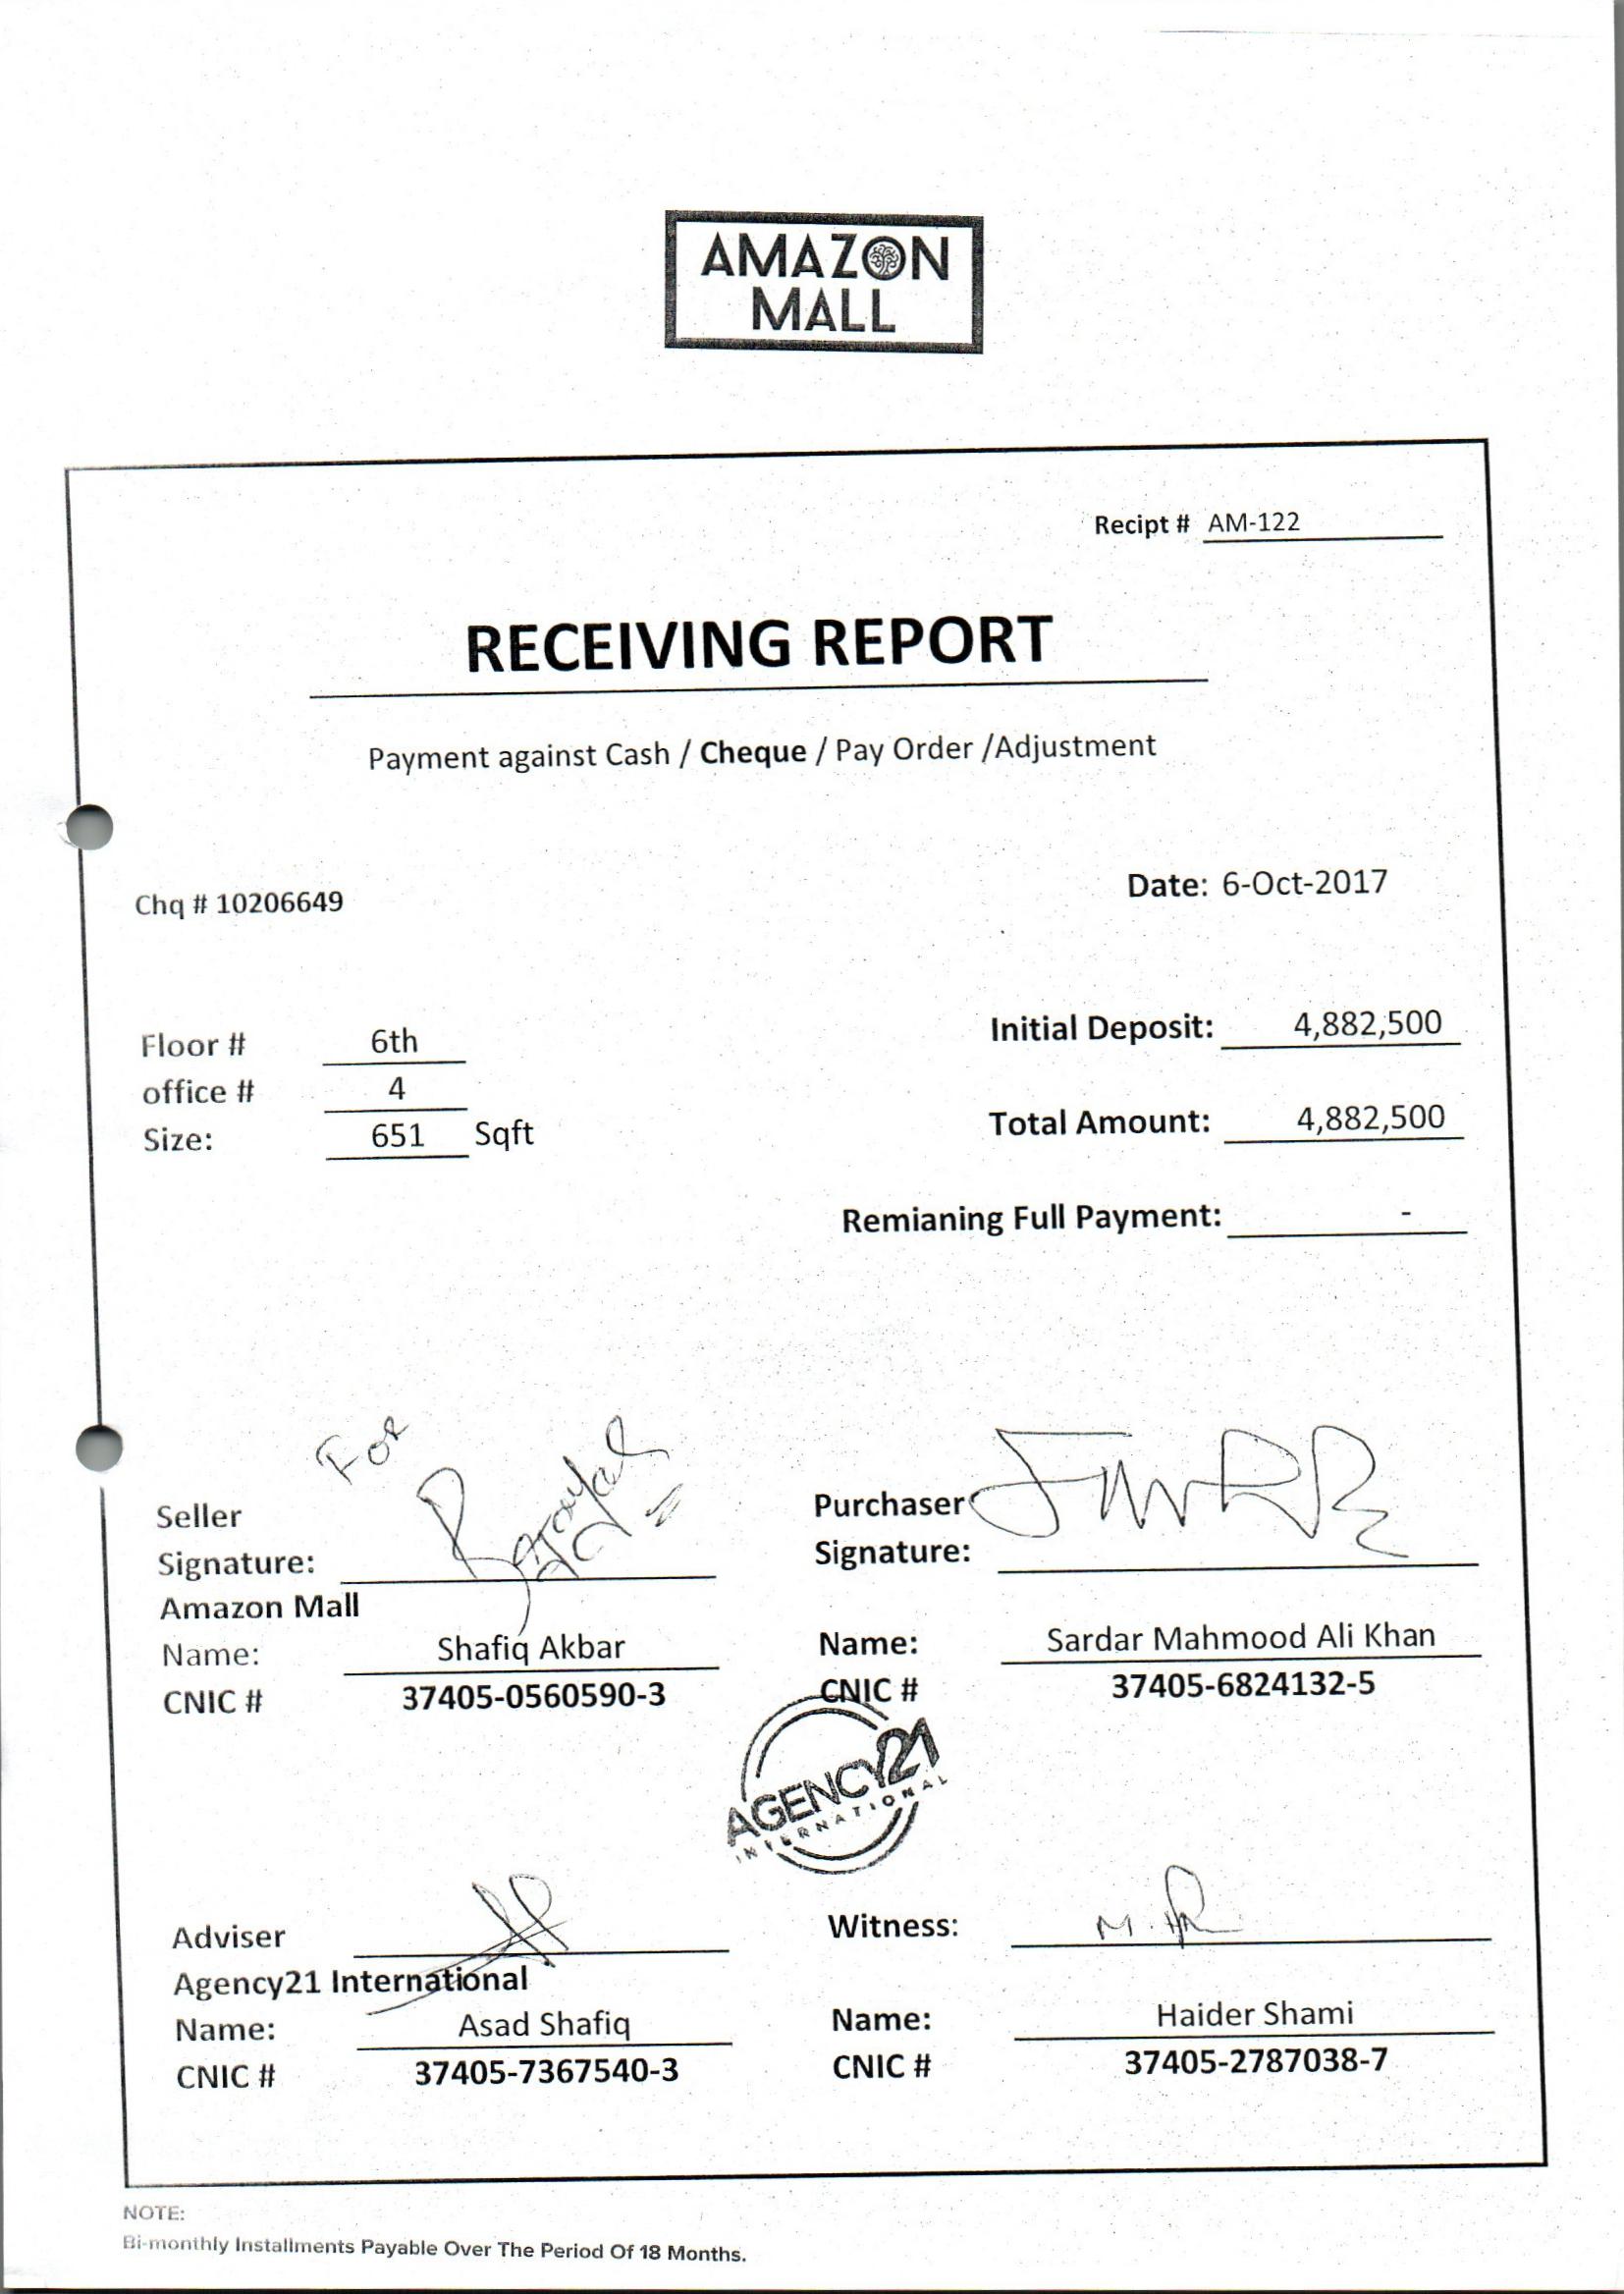 AMAZON
MALL
Recipt # AM-122
RECEIVING REPORT
Payment against Cash / Cheque / Pay Order /Adjustment
Chq # 10206649
Date: 6-Oct-2017
Floor # 6th
office # 4
Size: 651 Sqft
Initial Deposit: 4,882,500
Total Amount: 4,882,500
Remianing Full Payment: -
For
Seller
Signature:
Amazon Mall
Name: Shafiq Akbar
CNIC # 37405-0560590-3
Purchaser
Signature:
Name: Sardar Mahmood Ali Khan
CNIC # 37405-6824132-5
AGENCY21
INTERNATIONAL
Adviser
Agency21 International
Name: Asad Shafiq
CNIC # 37405-7367540-3
Witness:
Name: Haider Shami
CNIC # 37405-2787038-7
NOTE:
Bi-monthly Installments Payable Over The Period Of 18 Months.